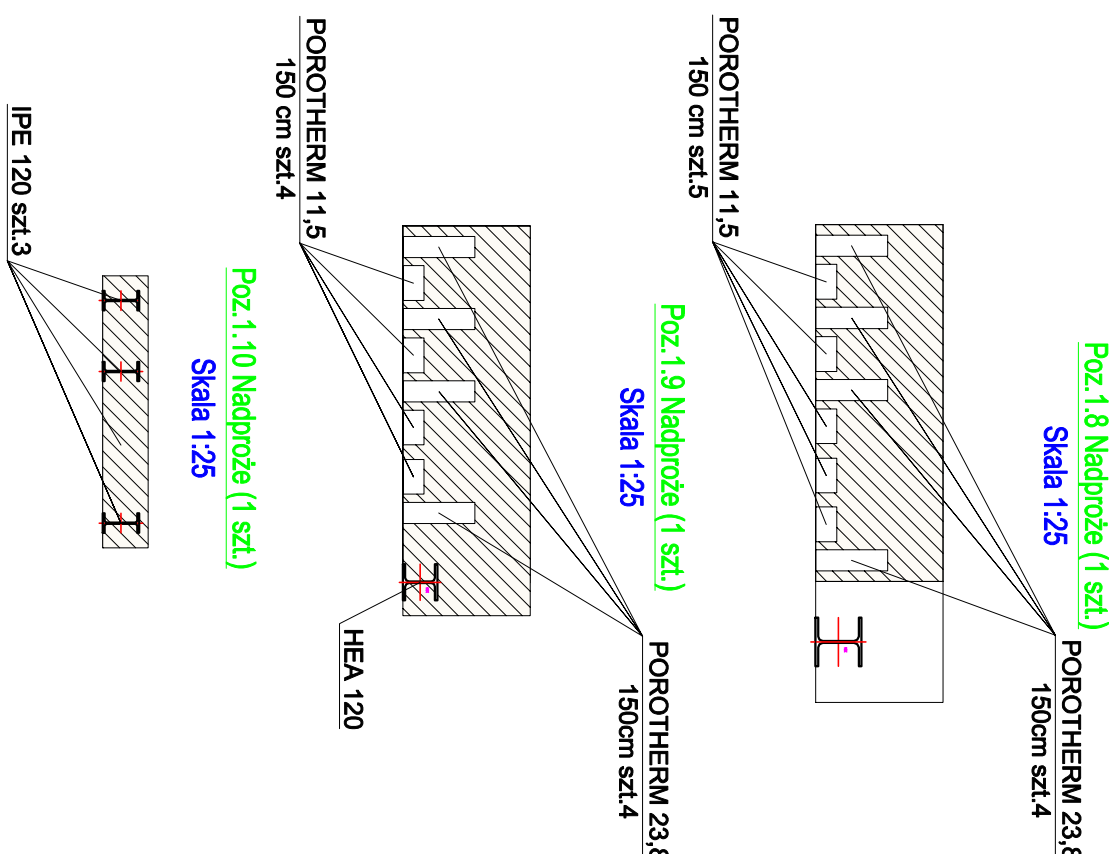 Poz.1.8 Nadproże (1 szt.)
Skala 1:25
POROTHERM 11,5
150 cm szt.5
POROTHERM 23,8
150cm szt.4
Poz.1.9 Nadproże (1 szt.)
Skala 1:25
POROTHERM 11,5
150 cm szt.4
POROTHERM 23,8
150cm szt.4
HEA 120
Poz.1.10 Nadproże (1 szt.)
Skala 1:25
IPE 120 szt.3